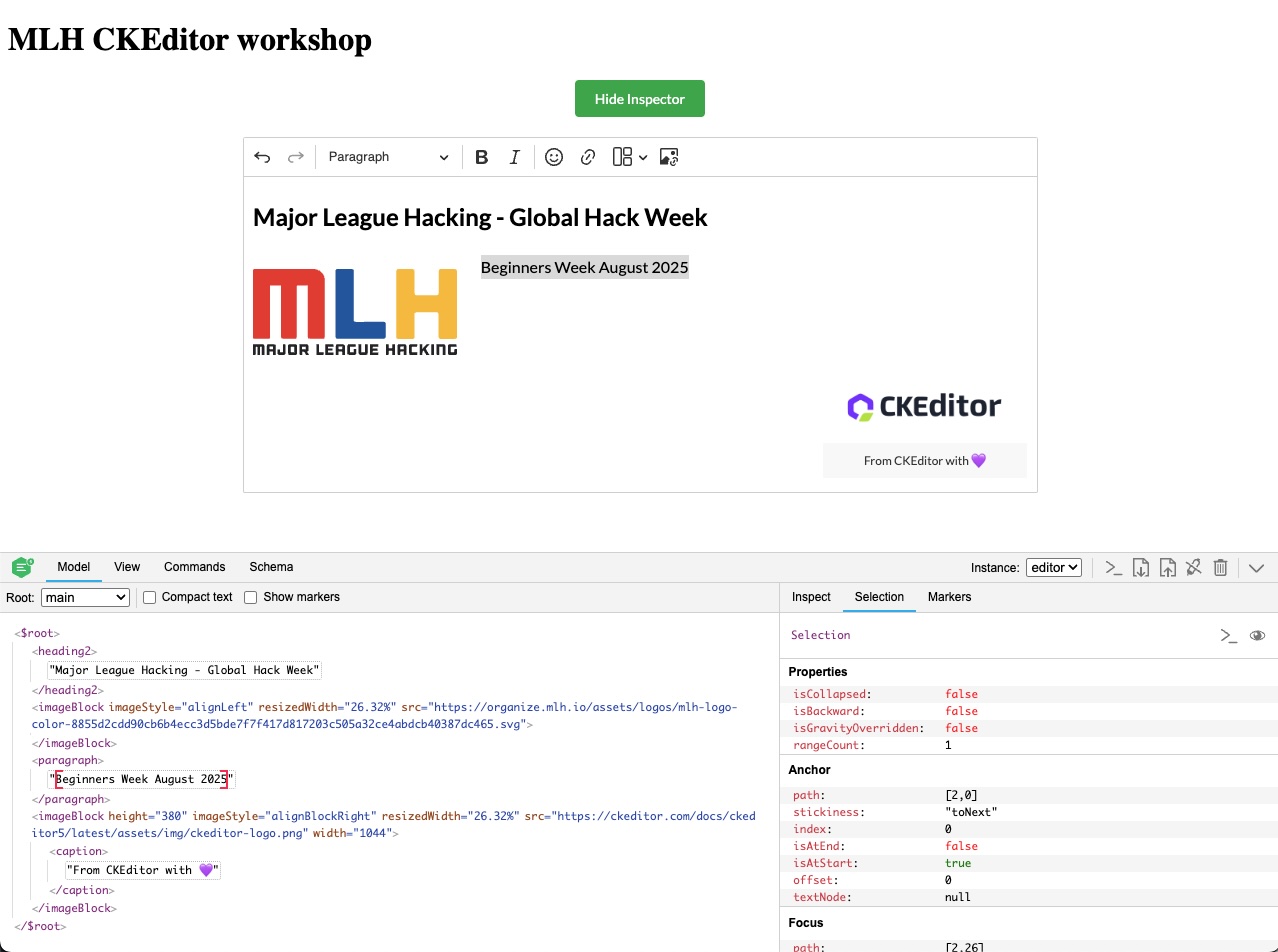 MLH CKEditor workshop
Hide Inspector
Paragraph
B I
Major League Hacking - Global Hack Week
Beginners Week August 2025
MLH
MAJOR LEAGUE HACKING
CKEditor
From CKEditor with 💜
Model View Commands Schema
Instance: editor
Root: main Compact text Show markers
Inspect Selection Markers
<$root>
<heading2>
"Major League Hacking - Global Hack Week"
</heading2>
<imageBlock imageStyle="alignLeft" resizedWidth="26.32%" src="https://organize.mlh.io/assets/logos/mlh-logo-
color-8855d2cdd90cb6b4ecc3d5bde7f7f417d817203c505a32ce4abdcb40387dc465.svg">
</imageBlock>
<paragraph>
"[Beginners Week August 2025]"
</paragraph>
<imageBlock height="380" imageStyle="alignBlockRight" resizedWidth="26.32%" src="https://ckeditor.com/docs/cked
itor5/latest/assets/img/ckeditor-logo.png" width="1044">
<caption>
"From CKEditor with 💜"
</caption>
</imageBlock>
</$root>
Selection
Properties
isCollapsed: false
isBackward: false
isGravityOverridden: false
rangeCount: 1
Anchor
path: [2,0]
stickiness: "toNext"
index: 0
isAtEnd: false
isAtStart: true
offset: 0
textNode: null
Focus
path: [2,26]